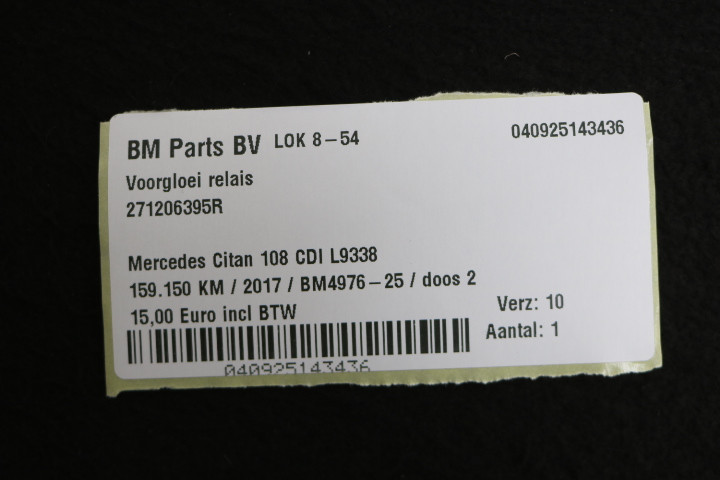 BM Parts BV LOK 8-54 040925143436
Voorgloei relais
271206395R
Mercedes Citan 108 CDI L9338
159.150 KM / 2017 / BM4976-25 / doos 2
15,00 Euro incl BTW Verz: 10
Aantal: 1
040925143436